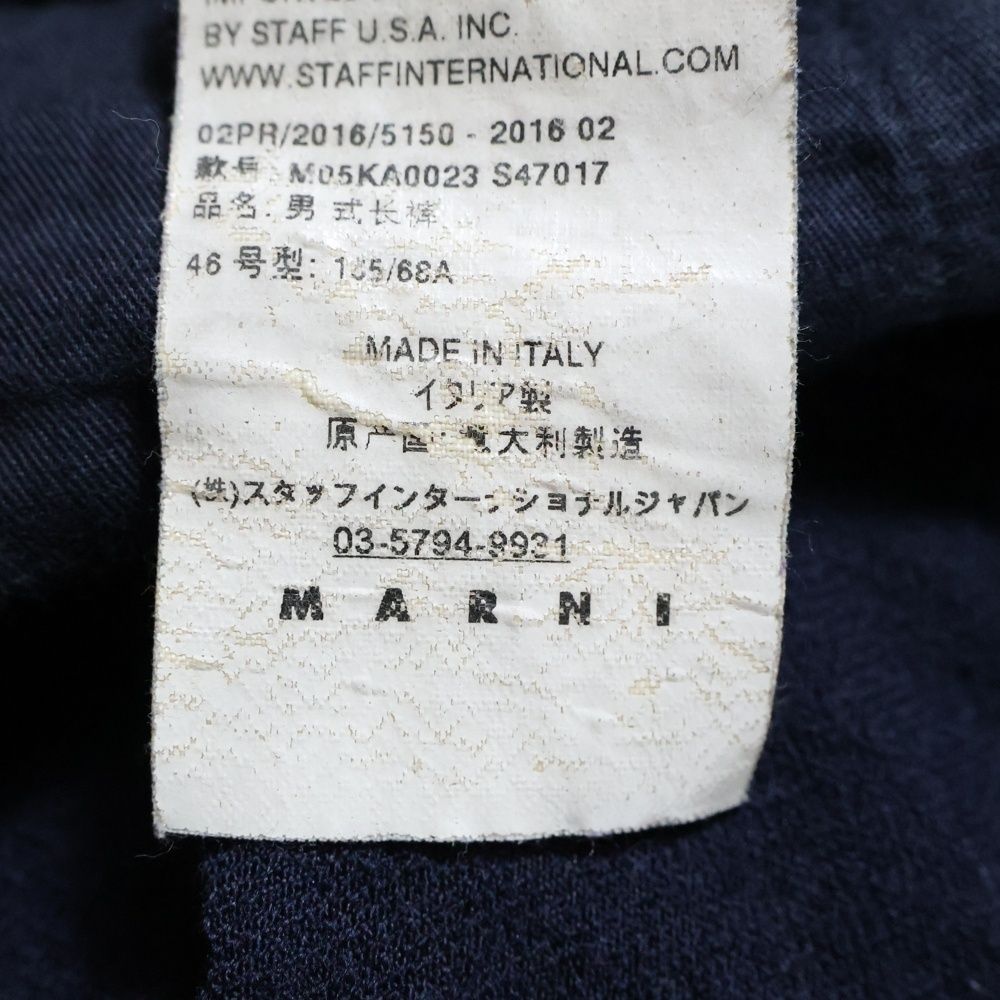 BY STAFF U.S.A. INC.
WWW.STAFFINTERNATIONAL.COM
02PR/2016/5150 - 2016 02
款号: M05KA0023 S47017
品名: 男式长裤
46 号型: 165/68A
MADE IN ITALY
イタリア製
原产国: 意大利製造
(株)スタッフインターナショナルジャパン
03-5794-9931
MARNI